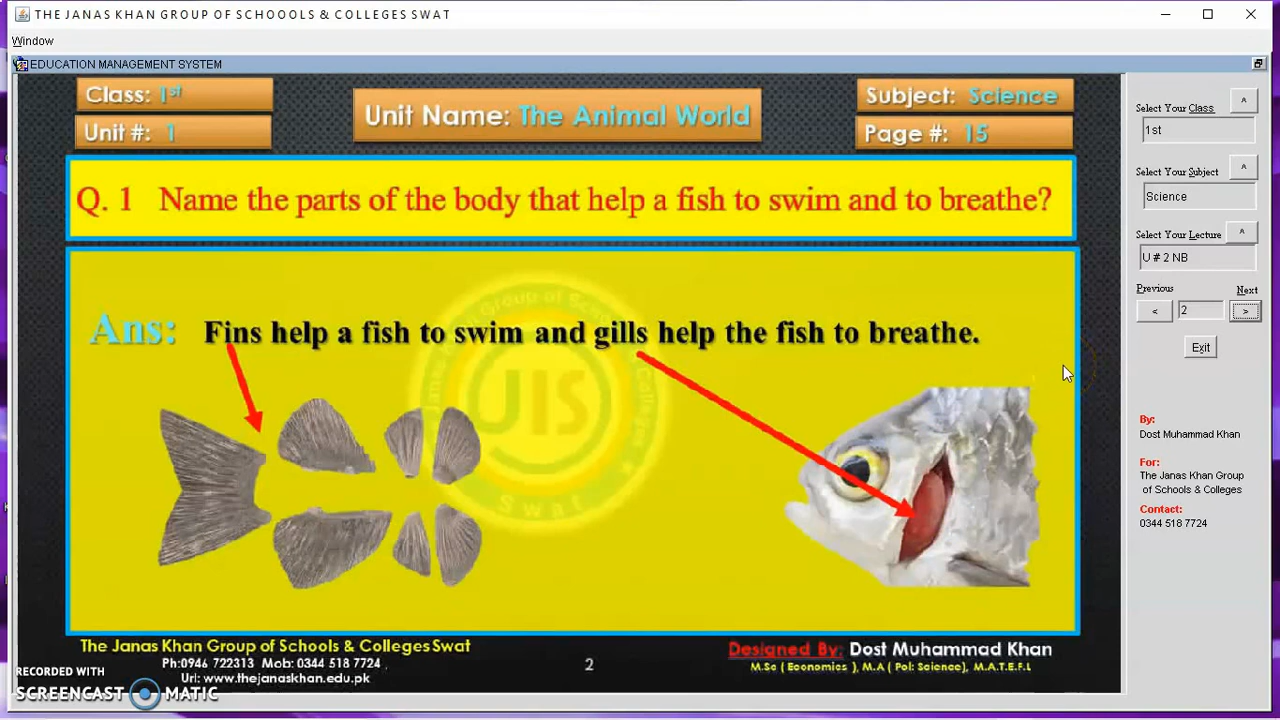 THE JANAS KHAN GROUP OF SCHOOOLS & COLLEGES SWAT
Window
EDUCATION MANAGEMENT SYSTEM
Class: 1st
Unit #: 1
Unit Name: The Animal World
Subject: Science
Page #: 15
Q. 1 Name the parts of the body that help a fish to swim and to breathe?
Ans: Fins help a fish to swim and gills help the fish to breathe.
JIS
Swat
The Janas Khan Group of Schools & Colleges Swat
Ph:0946 722313 Mob: 0344 518 7724
Url: www.thejanaskhan.edu.pk
2
Designed By: Dost Muhammad Khan
M.Sc ( Economics ), M.A ( Pol: Science), M.A.T.E.F.L
RECORDED WITH
SCREENCAST MATIC
Select Your Class
^
1st
Select Your Subject
^
Science
Select Your Lecture
^
U # 2 NB
Previous
Next
<
2
>
Exit
By:
Dost Muhammad Khan
For:
The Janas Khan Group
of Schools & Colleges
Contact:
0344 518 7724